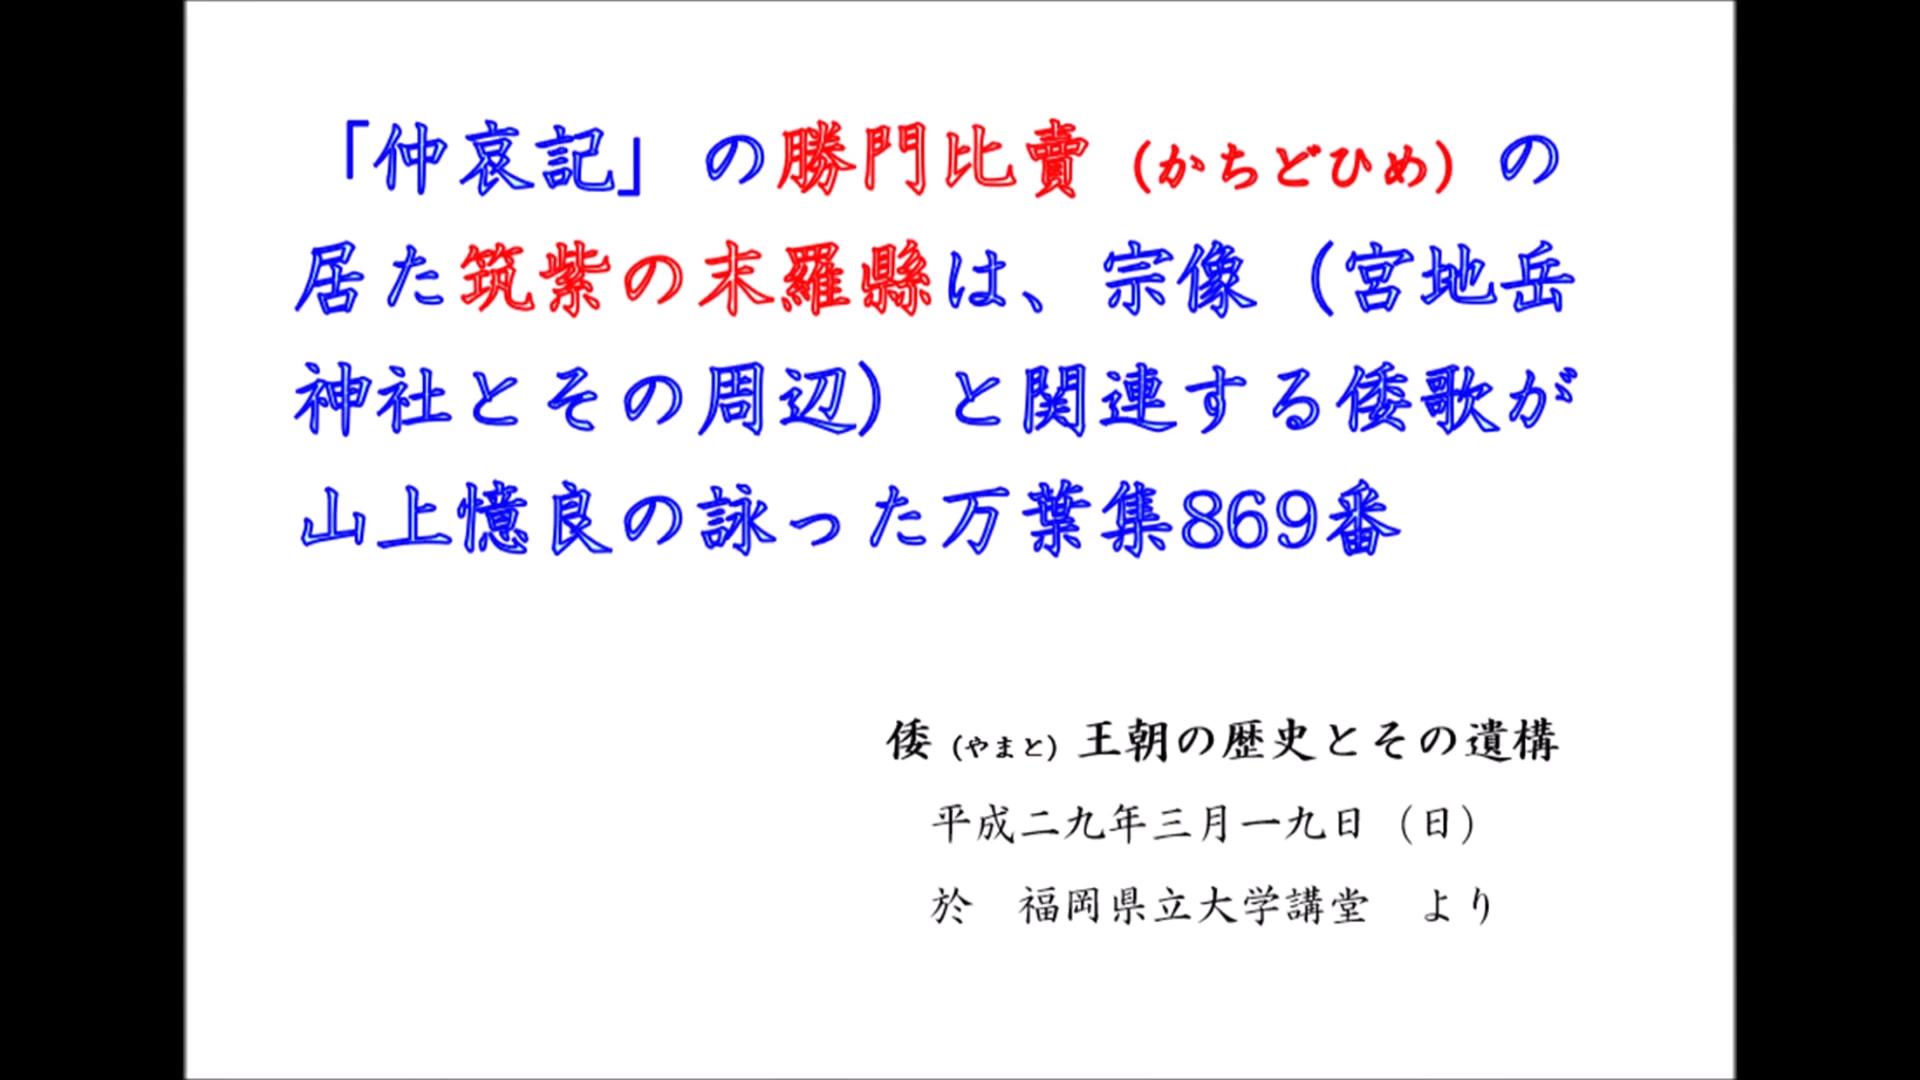 「仲哀記」の勝門比賣（かちどひめ）の
居た筑紫の末羅縣は、宗像（宮地岳
神社とその周辺）と関連する倭歌が
山上憶良の詠った万葉集869番
倭（やまと）王朝の歴史とその遺構
平成二九年三月一九日（日）
於　福岡県立大学講堂　より